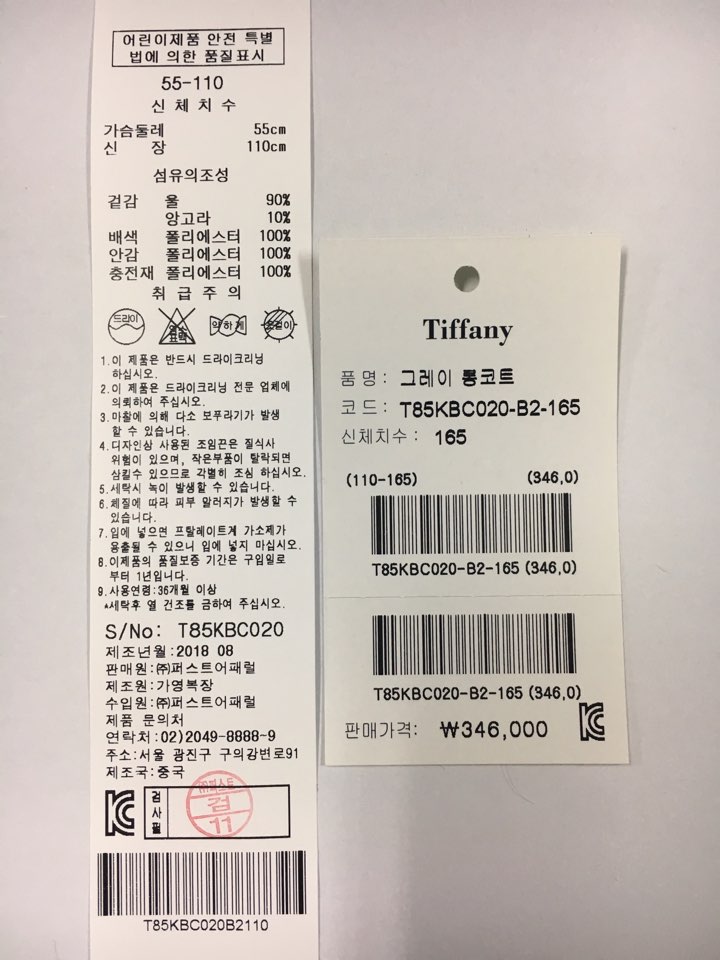 어린이제품 안전 특별
법에 의한 품질표시
55-110
신 체 치 수
가슴둘레 55cm
신 장 110cm
섬유의조성
겉감 울 90%
앙고라 10%
배색 폴리에스터 100%
안감 폴리에스터 100%
충전재 폴리에스터 100%
취 급 주 의
드라이 염소 표백 약하게 옷걸이
1.이 제품은 반드시 드라이크리닝
하십시오.
2.이 제품은 드라이크리닝 전문 업체에
의뢰하여 주십시오.
3.마찰에 의해 다소 보푸라기가 발생
할 수 있습니다.
4.디자인상 사용된 조임끈은 질식사
위험이 있으며, 작은부품이 탈락되면
삼킬수 있으므로 각별히 조심 하십시오.
5.세탁시 녹이 발생할 수 있습니다.
6.체질에 따라 피부 말러지가 발생할 수
있습니다.
7.입에 넣으면 프탈레이트계 가소제가
용출될 수 있으니 입에 넣지 마십시오.
8.이제품의 품질보증 기간은 구입일로
부터 1년입니다.
9.사용연령:36개월 이상
*세탁후 열 건조를 금하여 주십시오.
S/No: T85KBC020
제조년월:2018 08
판매원:㈜퍼스트어패럴
제조원:가영복장
수입원:㈜퍼스트어패럴
제품 문의처
연락처:02)2049-8888~9
주소:서울 광진구 구의강변로91
제조국:중국
KC 검사필 ㈜퍼스트 검 11
T85KBC020B2110
Tiffany
품 명: 그레이 롱코트
코 드: T85KBC020-B2-165
신체치수: 165
(110-165) (346,0)
T85KBC020-B2-165 (346,0)
T85KBC020-B2-165 (346,0)
판매가격: ₩346,000 KC